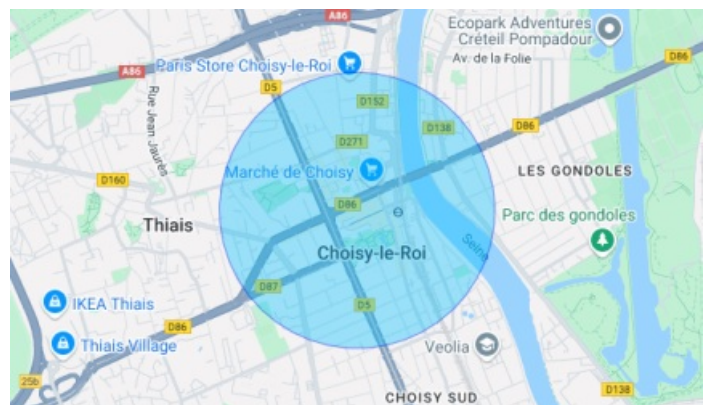 A86
Ecopark Adventures
Créteil Pompadour
Av. de la Folie
D86
A86
Paris Store Choisy-le-Roi
D5
D152
Rue Jean Jaurès
D138
D86
D271
Marché de Choisy
LES GONDOLES
D160
D86
Parc des gondoles
Thiais
Seine
Choisy-le-Roi
D87
IKEA Thiais
D5
D86
Thiais Village
Veolia
25b
D138
CHOISY SUD